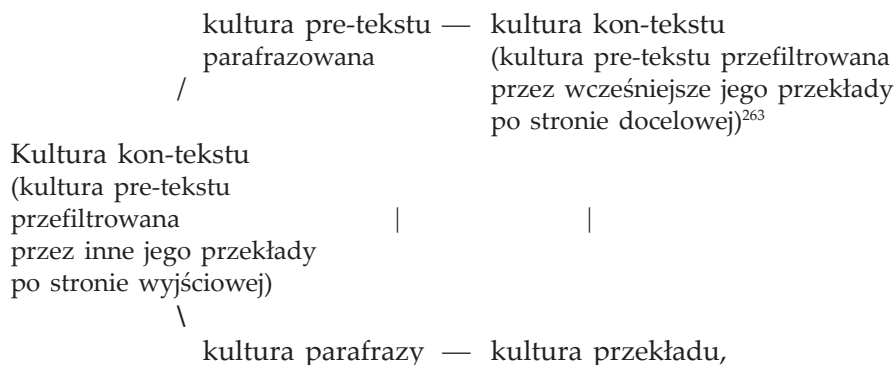 kultura pre-tekstu — kultura kon-tekstu
parafrazowana (kultura pre-tekstu przefiltrowana
/ przez wcześniejsze jego przekłady
po stronie docelowej)²⁶³
Kultura kon-tekstu
(kultura pre-tekstu
przefiltrowana | |
przez inne jego przekłady
po stronie wyjściowej)
\
kultura parafrazy — kultura przekładu,